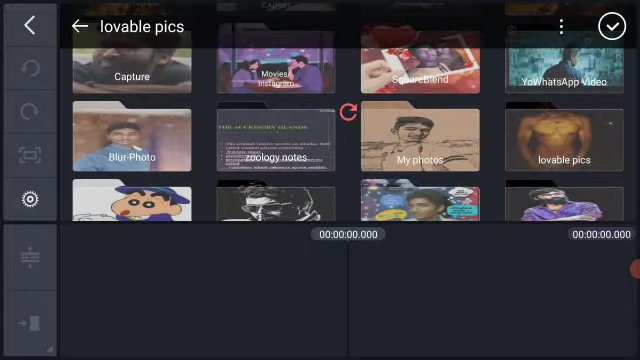 lovable pics
Capture
Movies/
Instagram
SquareBlend
YoWhatsApp Video
THE ACCESSORY GLANDS
Blur-Photo
zoology notes
My photos
lovable pics
00:00:00.000
00:00:00.000